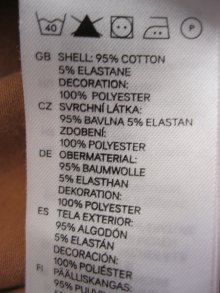 40
P
GB SHELL: 95% COTTON
5% ELASTANE
DECORATION:
100% POLYESTER
CZ SVRCHNÍ LÁTKA:
95% BAVLNA 5% ELASTAN
ZDOBENÍ:
100% POLYESTER
DE OBERMATERIAL:
95% BAUMWOLLE
5% ELASTHAN
DEKORATION:
100% POLYESTER
ES TELA EXTERIOR:
95% ALGODÓN
5% ELASTÁN
DECORACIÓN:
100% POLIÉSTER
FI PÄÄLLISKANGAS:
95%